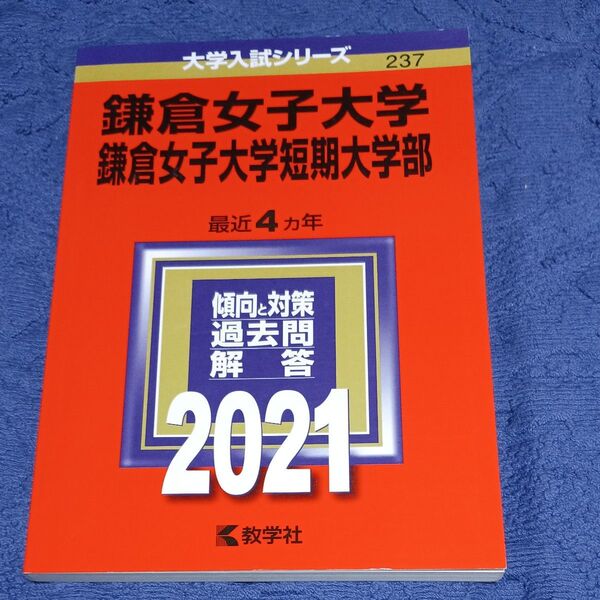 大学入試シリーズ 237
鎌倉女子大学
鎌倉女子大学短期大学部
最近4カ年
傾向と対策
過去問
解答
2021
教学社